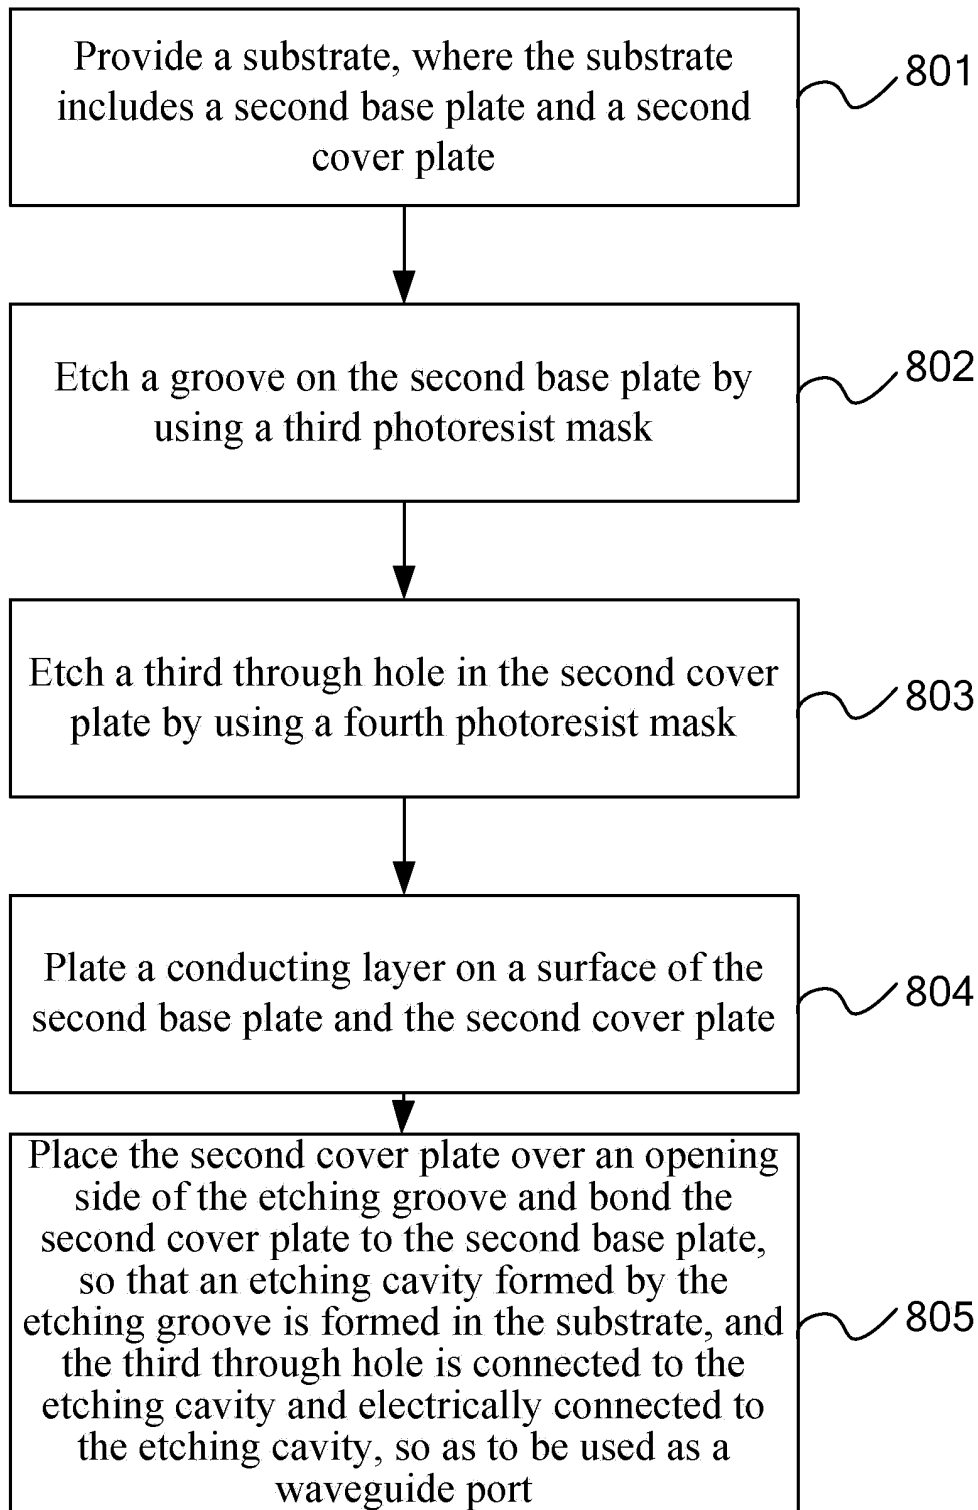 Provide a substrate, where the substrate
includes a second base plate and a second
cover plate
801
Etch a groove on the second base plate by
using a third photoresist mask
802
Etch a third through hole in the second cover
plate by using a fourth photoresist mask
803
Plate a conducting layer on a surface of the
second base plate and the second cover plate
804
Place the second cover plate over an opening
side of the etching groove and bond the
second cover plate to the second base plate,
so that an etching cavity formed by the
etching groove is formed in the substrate, and
the third through hole is connected to the
etching cavity and electrically connected to
the etching cavity, so as to be used as a
waveguide port
805